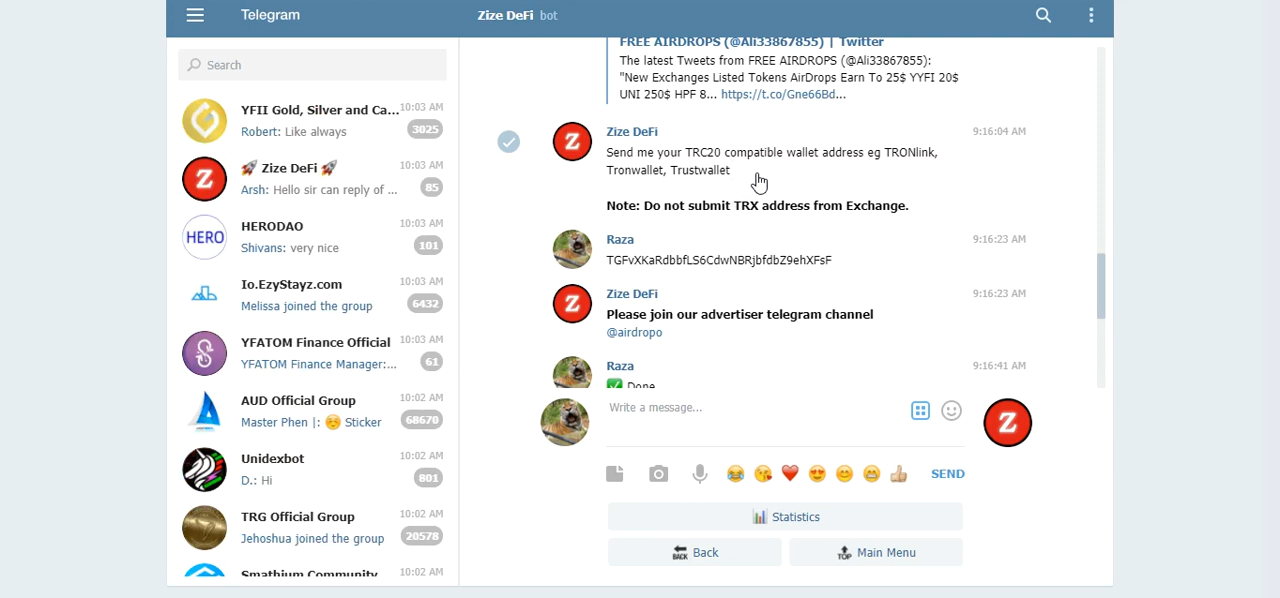 Telegram
Zize DeFi bot
Search
YFII Gold, Silver and Ca... 10:03 AM
Robert: Like always 3025
🚀 Zize DeFi 🚀 10:03 AM
Arsh: Hello sir can reply of ... 85
HERO
HERODAO 10:03 AM
Shivans: very nice 101
Io.EzyStayz.com 10:03 AM
Melissa joined the group 6432
YFATOM Finance Official 10:03 AM
YFATOM Finance Manager:... 61
AUD Official Group 10:02 AM
Master Phen |: ☺️ Sticker 68670
Unidexbot 10:02 AM
D.: Hi 801
TRG Official Group 10:02 AM
Jehoshua joined the group 20578
Smathium Community 10:02 AM
FREE AIRDROPS (@Ali33867855) | Twitter
The latest Tweets from FREE AIRDROPS (@Ali33867855):
"New Exchanges Listed Tokens AirDrops Earn To 25$ YYFI 20$
UNI 250$ HPF 8... https://t.co/Gne66Bd...
Z
Zize DeFi 9:16:04 AM
Send me your TRC20 compatible wallet address eg TRONlink,
Tronwallet, Trustwallet
Note: Do not submit TRX address from Exchange.
Raza 9:16:23 AM
TGFvXKaRdbbfLS6CdwNBRjbfdbZ9ehXFsF
Z
Zize DeFi 9:16:23 AM
Please join our advertiser telegram channel
@airdropo
Raza 9:16:41 AM
✅ Done
Write a message...
Z
😂 😘 ❤️ 😍 😊 😁 👍 SEND
📊 Statistics
🔙 Back
🔝 Main Menu